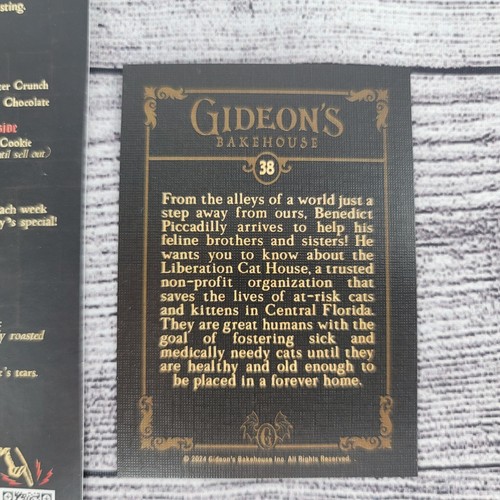 sting.
er Crunch
Chocolate
Cookie
til sell out)
ach week
y's special!
y roasted
's tears.
GIDEON'S
BAKEHOUSE
38
From the alleys of a world just a
step away from ours, Benedict
Piccadilly arrives to help his
feline brothers and sisters! He
wants you to know about the
Liberation Cat House, a trusted
non-profit organization that
saves the lives of at-risk cats
and kittens in Central Florida.
They are great humans with the
goal of fostering sick and
medically needy cats until they
are healthy and old enough to
be placed in a forever home.
G
© 2024 Gideon's Bakehouse Inc. All Rights Reserved.